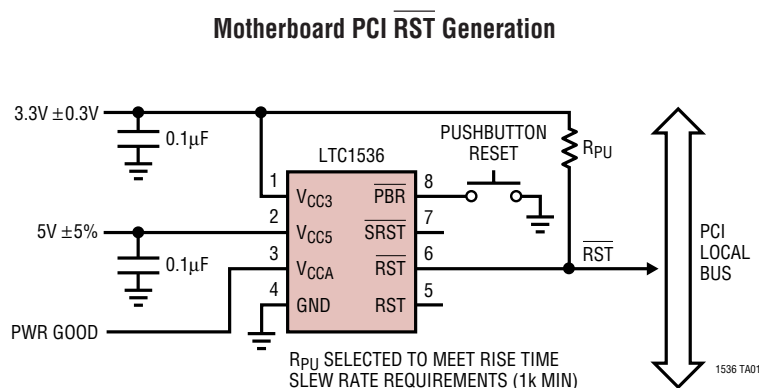 Motherboard PCI RST Generation
3.3V ±0.3V
0.1µF
LTC1536
PUSHBUTTON
RESET
RPU
1
VCC3
PBR
8
5V ±5%
2
VCC5
SRST
7
0.1µF
3
VCCA
RST
6
RST
PCI
LOCAL
BUS
4
GND
RST
5
PWR GOOD
RPU SELECTED TO MEET RISE TIME
SLEW RATE REQUIREMENTS (1k MIN)
1536 TA01